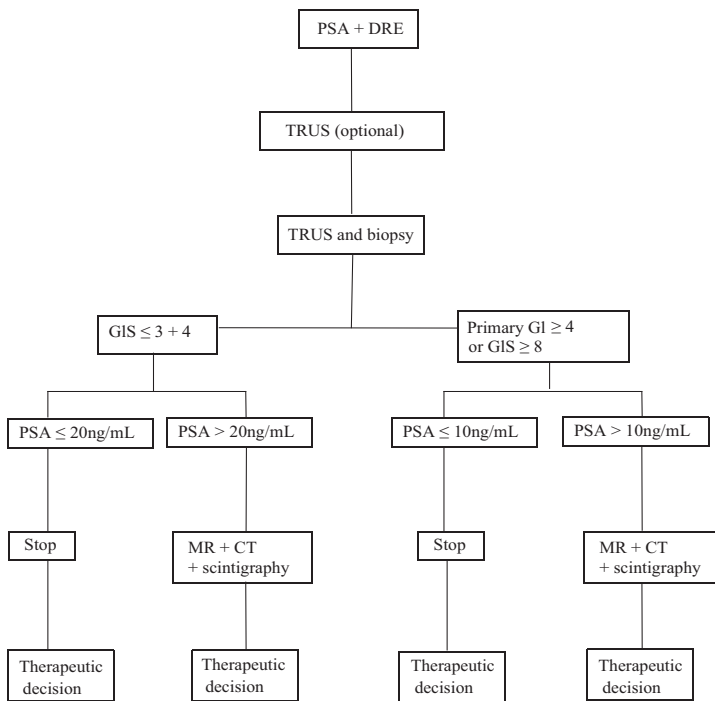 PSA + DRE
TRUS (optional)
TRUS and biopsy
GlS ≤ 3 + 4
Primary Gl ≥ 4
or GlS ≥ 8
PSA ≤ 20ng/mL
PSA > 20ng/mL
PSA ≤ 10ng/mL
PSA > 10ng/mL
Stop
MR + CT
+ scintigraphy
Stop
MR + CT
+ scintigraphy
Therapeutic
decision
Therapeutic
decision
Therapeutic
decision
Therapeutic
decision